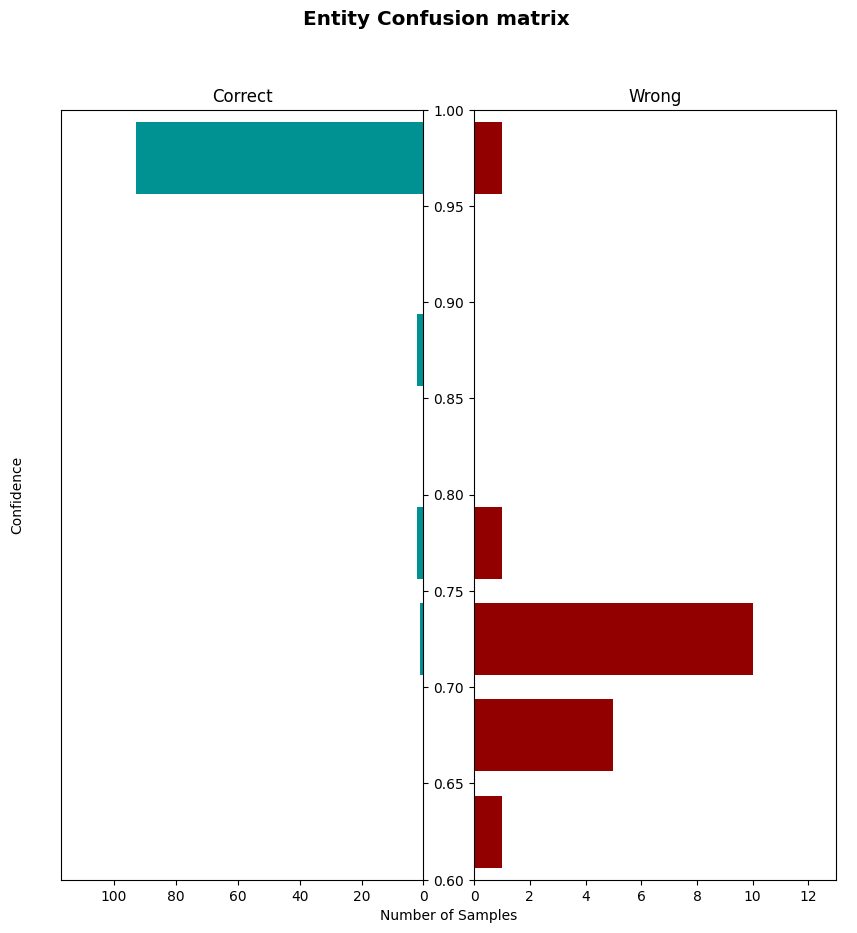 Entity Confusion matrix
Correct
Wrong
1.00
0.95
0.90
0.85
0.80
0.75
0.70
0.65
0.60
Confidence
100 80 60 40 20 0
0 2 4 6 8 10 12
Number of Samples